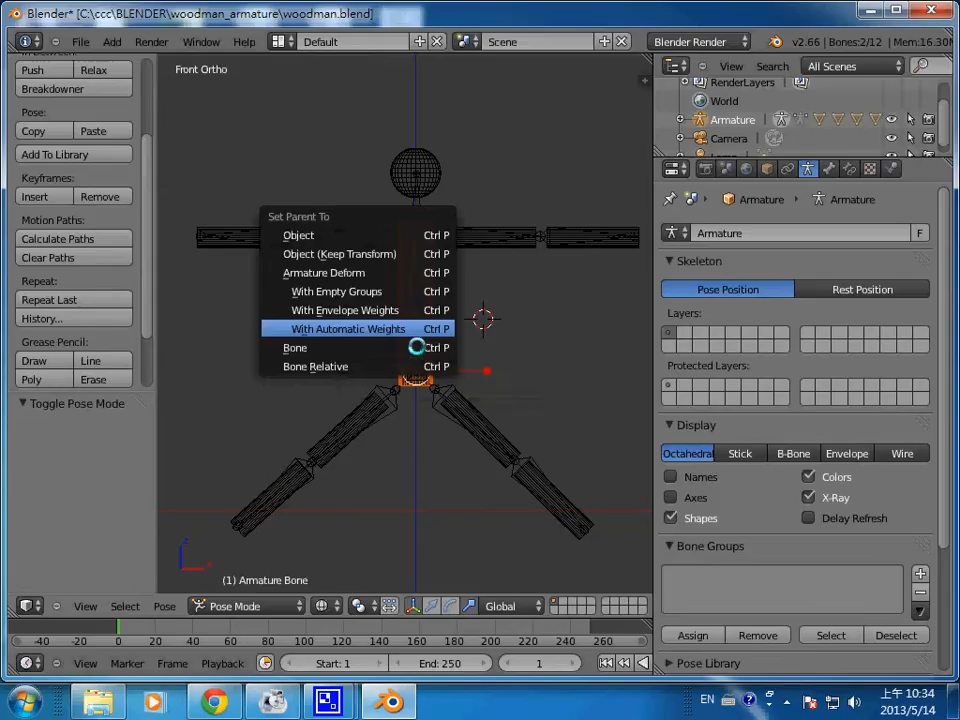 Blender* [C:\ccc\BLENDER\woodman_armature\woodman.blend]
File Add Render Window Help Default Scene Blender Render v2.66 | Bones:2/12 | Mem:16.30
Push Relax
Breakdowner
Pose:
Copy Paste
Add To Library
Keyframes:
Insert Remove
Motion Paths:
Calculate Paths
Clear Paths
Repeat:
Repeat Last
History...
Grease Pencil:
Draw Line
Poly Erase
Toggle Pose Mode
Front Ortho
Set Parent To
Object Ctrl P
Object (Keep Transform) Ctrl P
Armature Deform Ctrl P
With Empty Groups Ctrl P
With Envelope Weights Ctrl P
With Automatic Weights Ctrl P
Bone Ctrl P
Bone Relative Ctrl P
(1) Armature Bone
View Select Pose Pose Mode Global
View Search All Scenes
RenderLayers
World
Armature
Camera
Armature Armature
Armature F
Skeleton
Pose Position Rest Position
Layers:
Protected Layers:
Display
Octahedral Stick B-Bone Envelope Wire
Names Colors
Axes X-Ray
Shapes Delay Refresh
Bone Groups
Assign Remove Select Deselect
Pose Library
-40 -20 0 20 40 60 80 100 120 140 160 180 200 220 240 260
View Marker Frame Playback Start: 1 End: 250 1
EN
上午 10:34
2013/5/14